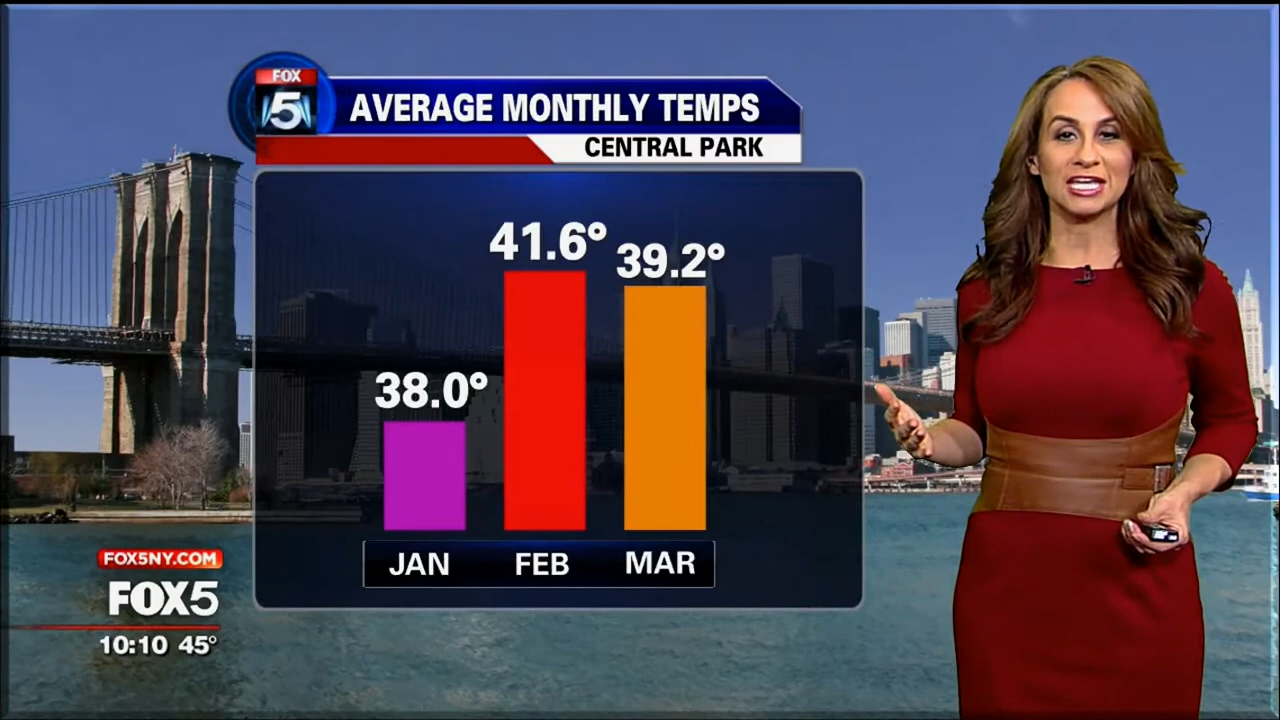 FOX
5
AVERAGE MONTHLY TEMPS
CENTRAL PARK
41.6°
39.2°
38.0°
JAN FEB MAR
FOX5NY.COM
FOX5
10:10 45°